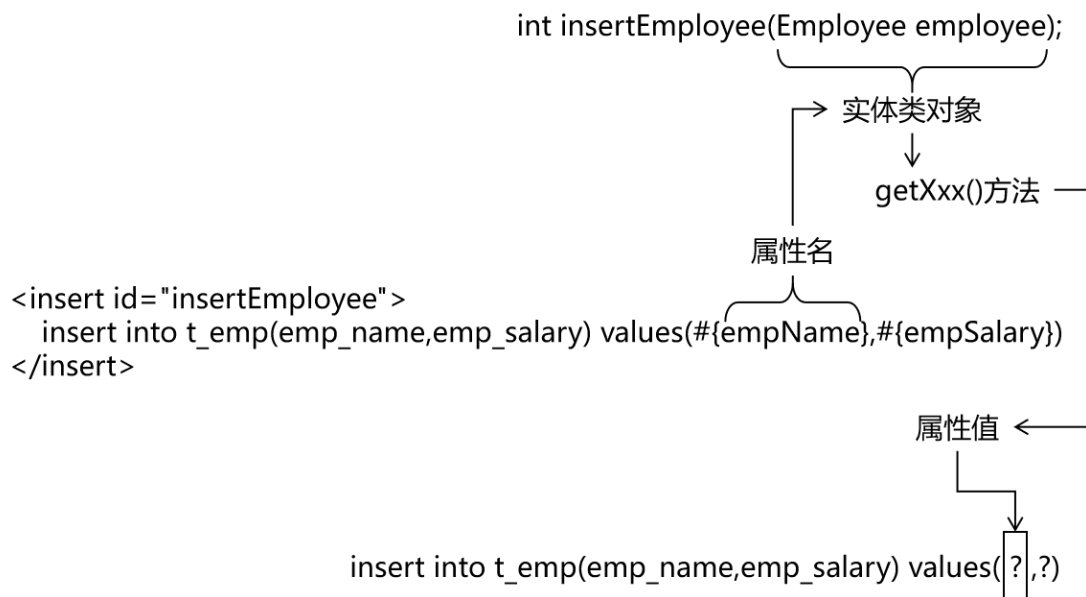 int insertEmployee(Employee employee);
实体类对象
getXxx()方法
属性名
<insert id="insertEmployee">
insert into t_emp(emp_name,emp_salary) values(#{empName},#{empSalary})
</insert>
属性值
insert into t_emp(emp_name,emp_salary) values(?,?)